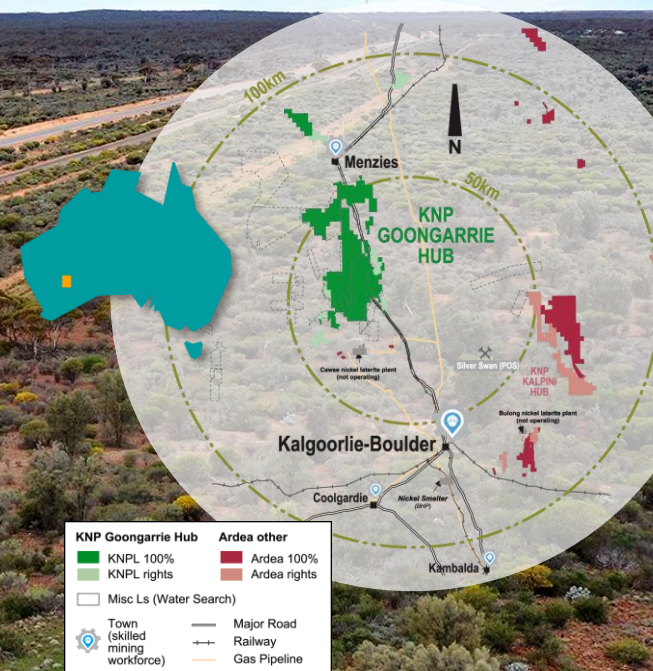 100km
N
Menzies
50km
KNP
GOONGARRIE
HUB
Cawse nickel laterite plant
(not operating)
Silver Swan (POS)
KNP
KALPINI
HUB
Bulong nickel laterite plant
(not operating)
Kalgoorlie-Boulder
Coolgardie
Nickel Smelter
(BHP)
Kambalda
KNP Goongarrie Hub
KNPL 100%
KNPL rights
Ardea other
Ardea 100%
Ardea rights
Misc Ls (Water Search)
Town
(skilled
mining
workforce)
Major Road
Railway
Gas Pipeline